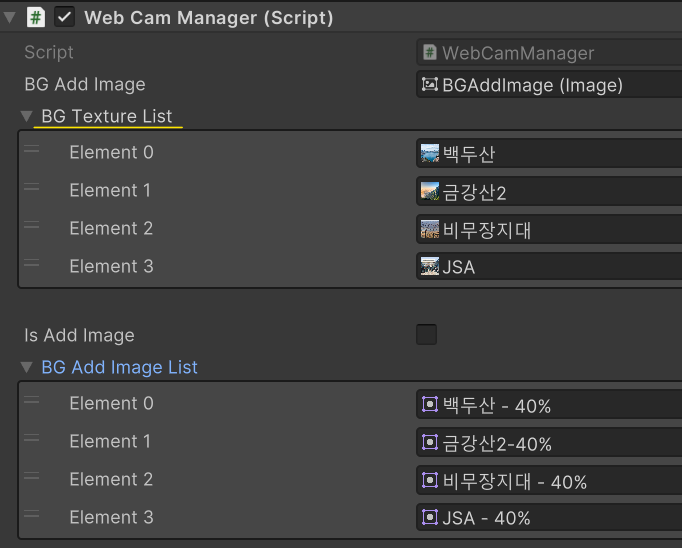 Web Cam Manager (Script)
Script WebCamManager
BG Add Image BGAddImage (Image)
BG Texture List
Element 0 백두산
Element 1 금강산2
Element 2 비무장지대
Element 3 JSA
Is Add Image
BG Add Image List
Element 0 백두산 - 40%
Element 1 금강산2-40%
Element 2 비무장지대 - 40%
Element 3 JSA - 40%